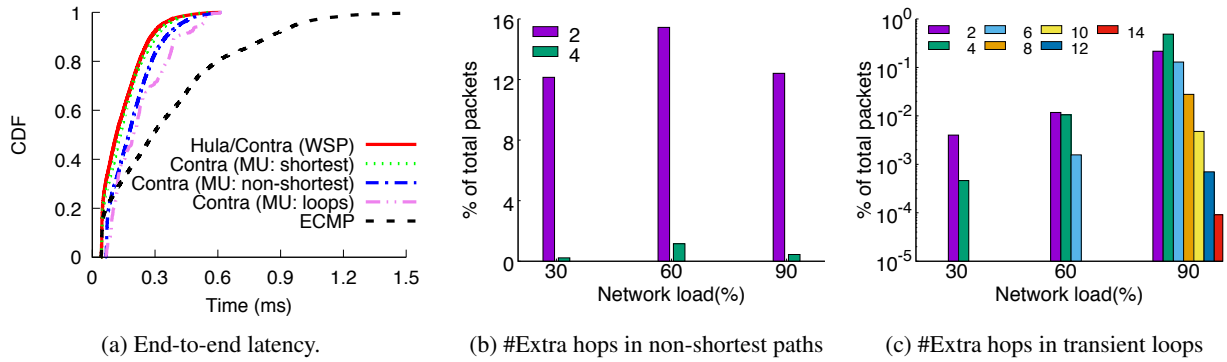 1
0.8
0.6
0.4
0.2
0
CDF
0 0.3 0.6 0.9 1.2 1.5
Time (ms)
Hula/Contra (WSP)
Contra (MU: shortest)
Contra (MU: non-shortest)
Contra (MU: loops)
ECMP
(a) End-to-end latency.
16
12
8
4
0
% of total packets
2
4
30 60 90
Network load(%)
(b) #Extra hops in non-shortest paths
10^0
10^-1
10^-2
10^-3
10^-4
10^-5
% of total packets
2 6 10 14
4 8 12
30 60 90
Network load(%)
(c) #Extra hops in transient loops